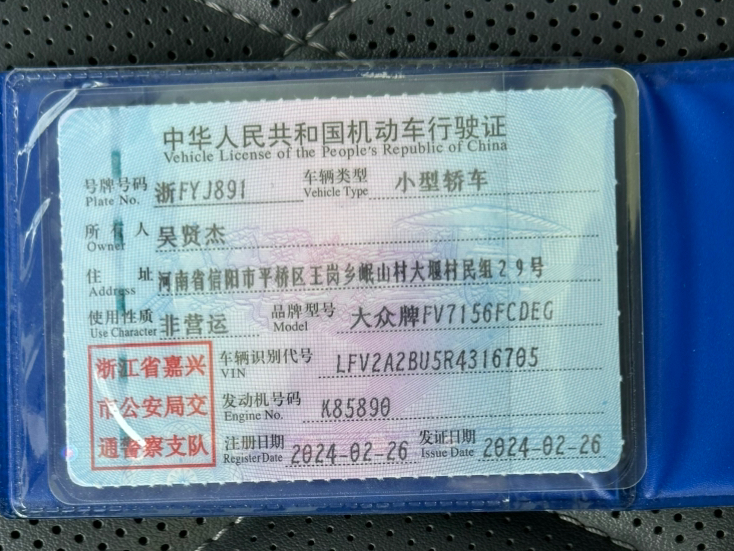 中华人民共和国机动车行驶证
Vehicle License of the People's Republic of China
号牌号码 浙FYJ891 车辆类型 小型轿车
Plate No. Vehicle Type
所有人 吴贤杰
Owner
住址 河南省信阳市平桥区王岗乡岷山村大堰村民组29号
Address
使用性质 非营运 品牌型号 大众牌FV7156FCDEG
Use Character Model
浙江省嘉兴 车辆识别代号 LFV2A2BU5R4316705
VIN
市公安局交 发动机号码 K85890
Engine No.
通警察支队 注册日期 2024-02-26 发证日期 2024-02-26
Register Date Issue Date